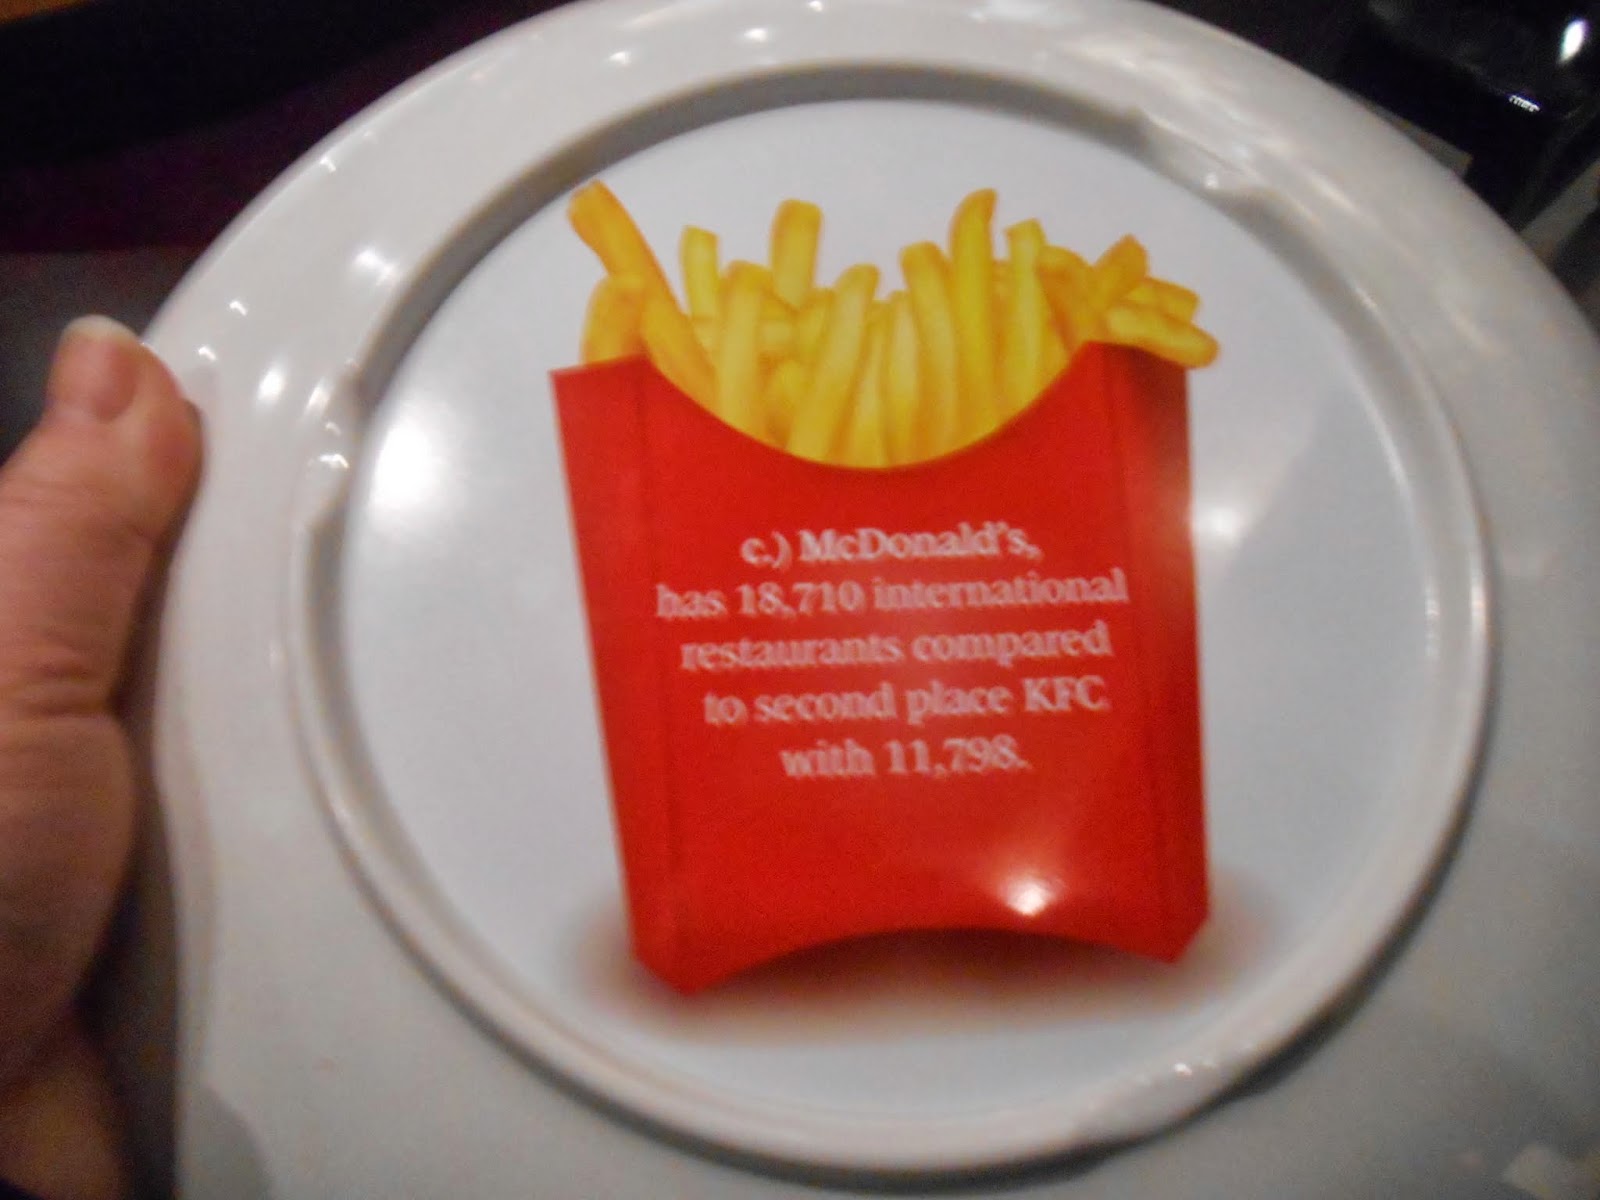 c.) McDonald's,
has 18,710 international
restaurants compared
to second place KFC
with 11,798.